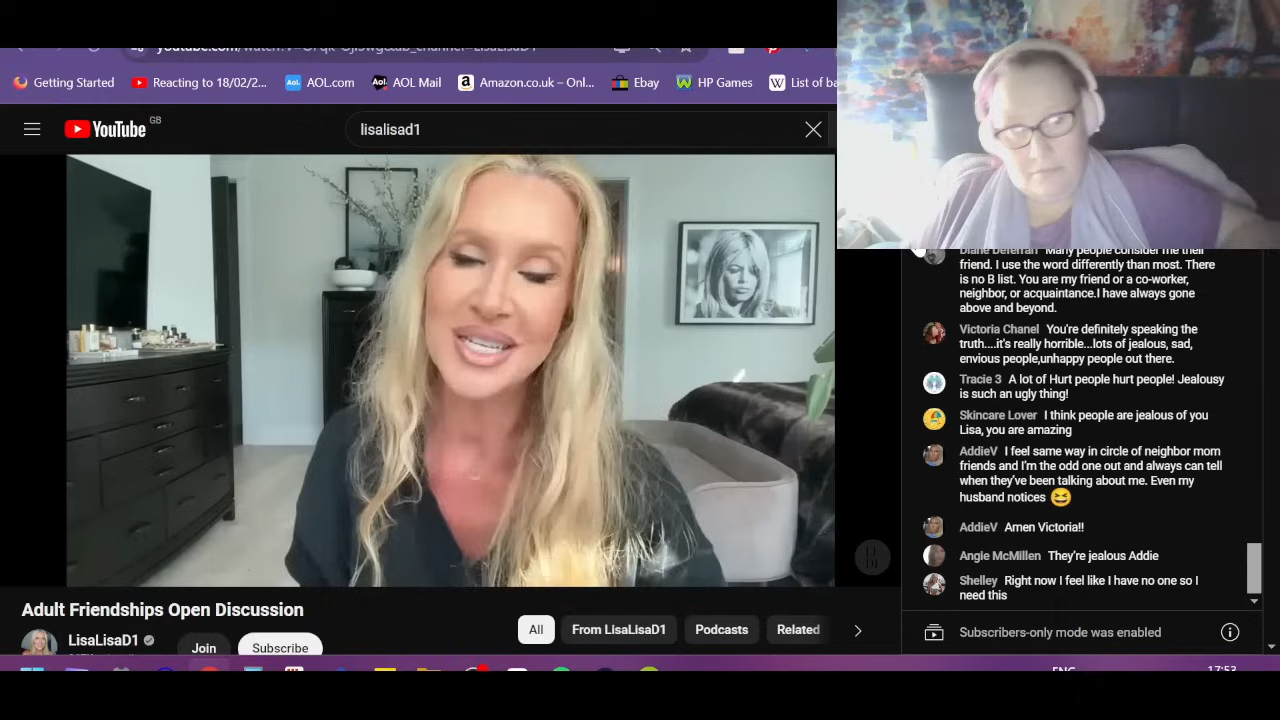 Getting Started
Reacting to 18/02/2...
AOL.com
AOL Mail
Amazon.co.uk – Onl...
Ebay
HP Games
List of ba
YouTube GB
lisalisad1
Diane Deferrari Many people consider me their
friend. I use the word differently than most. There
is no B list. You are my friend or a co-worker,
neighbor, or acquaintance.I have always gone
above and beyond.
Victoria Chanel You're definitely speaking the
truth....it's really horrible...lots of jealous, sad,
envious people,unhappy people out there.
Tracie 3 A lot of Hurt people hurt people! Jealousy
is such an ugly thing!
Skincare Lover I think people are jealous of you
Lisa, you are amazing
AddieV I feel same way in circle of neighbor mom
friends and I'm the odd one out and always can tell
when they've been talking about me. Even my
husband notices
AddieV Amen Victoria!!
Angie McMillen They're jealous Addie
Shelley Right now I feel like I have no one so I
need this
Subscribers-only mode was enabled
Adult Friendships Open Discussion
LisaLisaD1
Join
Subscribe
All
From LisaLisaD1
Podcasts
Related
ENG
17:53